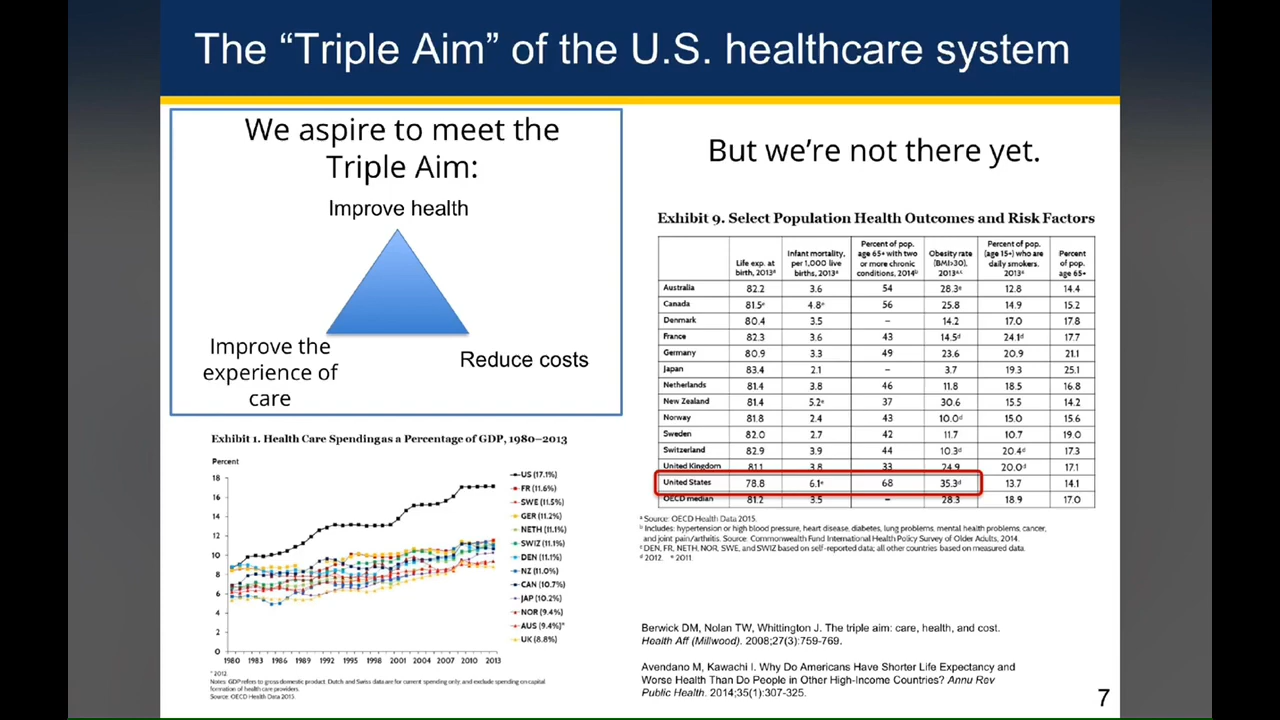 The “Triple Aim” of the U.S. healthcare system
We aspire to meet the
Triple Aim:
Improve health
Improve the
experience of
care
Reduce costs
But we’re not there yet.
Exhibit 9. Select Population Health Outcomes and Risk Factors
Life exp. at birth, 2013ᵃ Infant mortality, per 1,000 live births, 2013ᵃ Percent of pop. age 65+ with two or more chronic conditions, 2014ᵇ Obesity rate (BMI>30), 2013ᵃ,ᶜ Percent of pop. (age 15+) who are daily smokers, 2013ᵃ Percent of pop. age 65+
Australia 82.2 3.6 54 28.3ᵉ 12.8 14.4
Canada 81.5ᵉ 4.8ᵉ 56 25.8 14.9 15.2
Denmark 80.4 3.5 – 14.2 17.0 17.8
France 82.3 3.6 43 14.5ᵈ 24.1ᵈ 17.7
Germany 80.9 3.3 49 23.6 20.9 21.1
Japan 83.4 2.1 – 3.7 19.3 25.1
Netherlands 81.4 3.8 46 11.8 18.5 16.8
New Zealand 81.4 5.2ᵉ 37 30.6 15.5 14.2
Norway 81.8 2.4 43 10.0ᵈ 15.0 15.6
Sweden 82.0 2.7 42 11.7 10.7 19.0
Switzerland 82.9 3.9 44 10.3ᵈ 20.4ᵈ 17.3
United Kingdom 81.1 3.8 33 24.9 20.0ᵈ 17.1
United States 78.8 6.1ᵉ 68 35.3ᵈ 13.7 14.1
OECD median 81.2 3.5 – 28.3 18.9 17.0
ᵃ Source: OECD Health Data 2015.
ᵇ Includes: hypertension or high blood pressure, heart disease, diabetes, lung problems, mental health problems, cancer,
and joint pain/arthritis. Source: Commonwealth Fund International Health Policy Survey of Older Adults, 2014.
ᶜ DEN, FR, NETH, NOR, SWE, and SWIZ based on self-reported data; all other countries based on measured data.
ᵈ 2012. ᵉ 2011.
Exhibit 1. Health Care Spending as a Percentage of GDP, 1980–2013
Percent
18
16
14
12
10
8
6
4
2
0
1980 1983 1986 1989 1992 1995 1998 2001 2004 2007 2010 2013
US (17.1%)
FR (11.6%)
SWE (11.5%)
GER (11.2%)
NETH (11.1%)
SWIZ (11.1%)
DEN (11.1%)
NZ (11.0%)
CAN (10.7%)
JAP (10.2%)
NOR (9.4%)
AUS (9.4%)*
UK (8.8%)
* 2012.
Notes: GDP refers to gross domestic product. Dutch and Swiss data are for current spending only, and exclude spending on capital
formation of health care providers.
Source: OECD Health Data 2015.
Berwick DM, Nolan TW, Whittington J. The triple aim: care, health, and cost.
Health Aff (Millwood). 2008;27(3):759-769.
Avendano M, Kawachi I. Why Do Americans Have Shorter Life Expectancy and
Worse Health Than Do People in Other High-Income Countries? Annu Rev
Public Health. 2014;35(1):307-325.
7